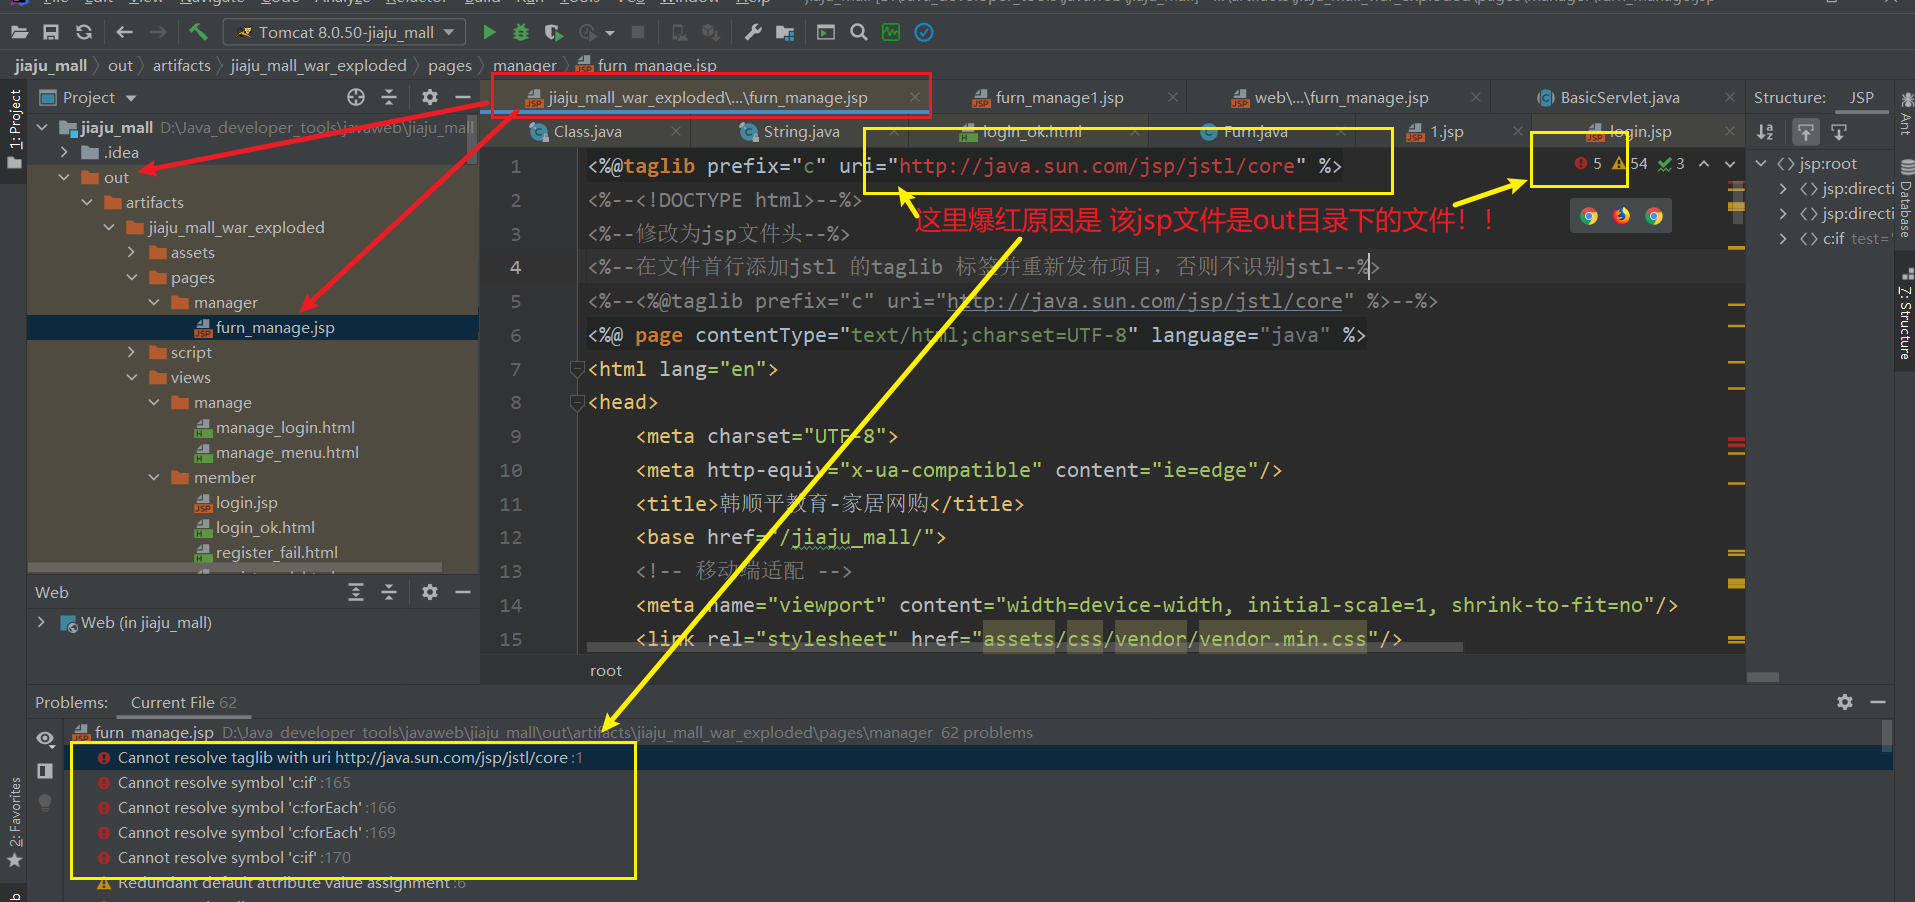 Tomcat 8.0.50-jiaju_mall
jiaju_mall out artifacts jiaju_mall_war_exploded pages manager furn_manage.jsp
1: Project
Project
jiaju_mall D:\Java_developer_tools\javaweb\jiaju_mall
.idea
out
artifacts
jiaju_mall_war_exploded
assets
pages
manager
furn_manage.jsp
script
views
manage
manage_login.html
manage_menu.html
member
login.jsp
login_ok.html
register_fail.html
Web
Web (in jiaju_mall)
jiaju_mall_war_exploded\...\furn_manage.jsp
furn_manage1.jsp
web\...\furn_manage.jsp
BasicServlet.java
Class.java
String.java
login_ok.html
Furn.java
1.jsp
login.jsp
5 54 3
1 <%@taglib prefix="c" uri="http://java.sun.com/jsp/jstl/core" %>
2 <%--<!DOCTYPE html>--%>
这里爆红原因是 该jsp文件是out目录下的文件！！
3 <%--修改为jsp文件头--%>
4 <%--在文件首行添加jstl 的taglib 标签并重新发布项目，否则不识别jstl--%>
5 <%--<%@taglib prefix="c" uri="http://java.sun.com/jsp/jstl/core" %>--%>
6 <%@ page contentType="text/html;charset=UTF-8" language="java" %>
7 <html lang="en">
8 <head>
9 <meta charset="UTF-8">
10 <meta http-equiv="x-ua-compatible" content="ie=edge"/>
11 <title>韩顺平教育-家居网购</title>
12 <base href="/jiaju_mall/">
13 <!-- 移动端适配 -->
14 <meta name="viewport" content="width=device-width, initial-scale=1, shrink-to-fit=no"/>
15 <link rel="stylesheet" href="assets/css/vendor/vendor.min.css"/>
root
Structure: JSP
jsp:root
jsp:directi
jsp:directi
c:if test=
Ant
Database
7: Structure
Problems: Current File 62
furn_manage.jsp D:\Java_developer_tools\javaweb\jiaju_mall\out\artifacts\jiaju_mall_war_exploded\pages\manager 62 problems
Cannot resolve taglib with uri http://java.sun.com/jsp/jstl/core :1
Cannot resolve symbol 'c:if' :165
Cannot resolve symbol 'c:forEach' :166
Cannot resolve symbol 'c:forEach' :169
Cannot resolve symbol 'c:if' :170
Redundant default attribute value assignment :6
2: Favorites